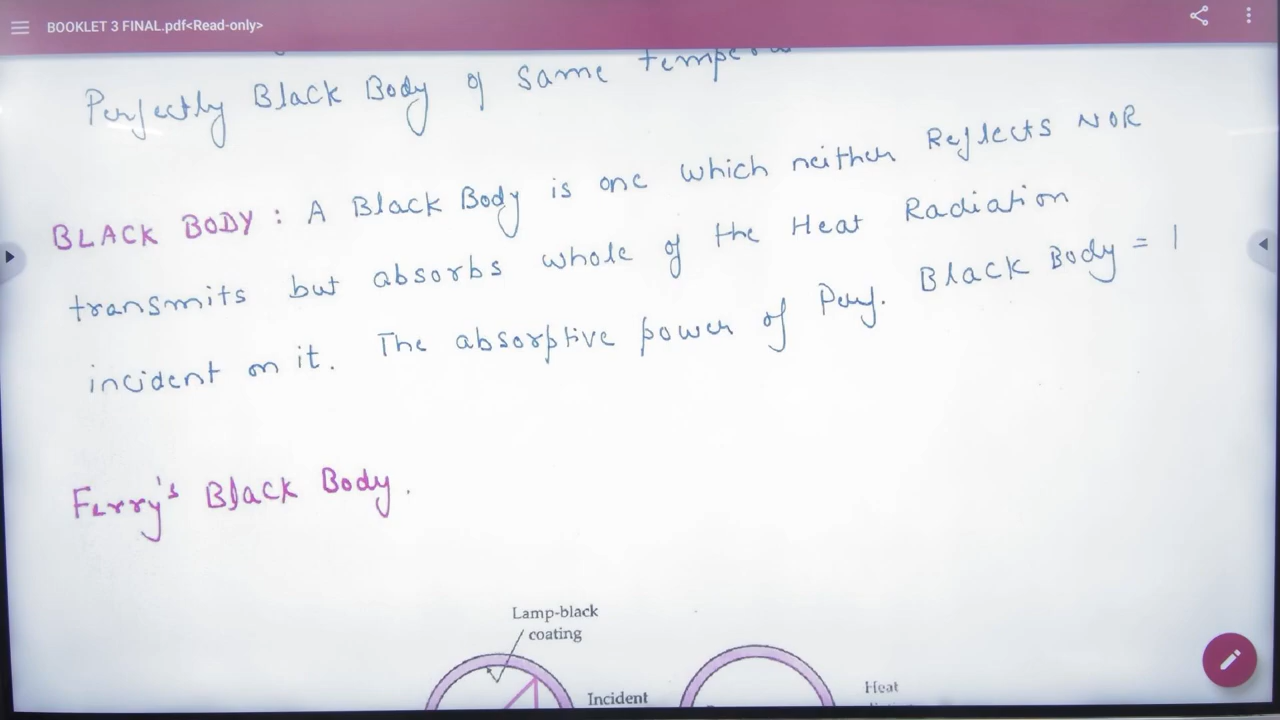 BOOKLET 3 FINAL.pdf<Read-only>
Perfectly Black Body of Same
BLACK BODY : A Black Body is one which neither Reflects NOR
transmits but absorbs whole of the Heat Radiation
incident on it. The absorptive power of Perf. Black Body = 1
Ferry's Black Body.
Lamp-black
coating
Incident
Heat